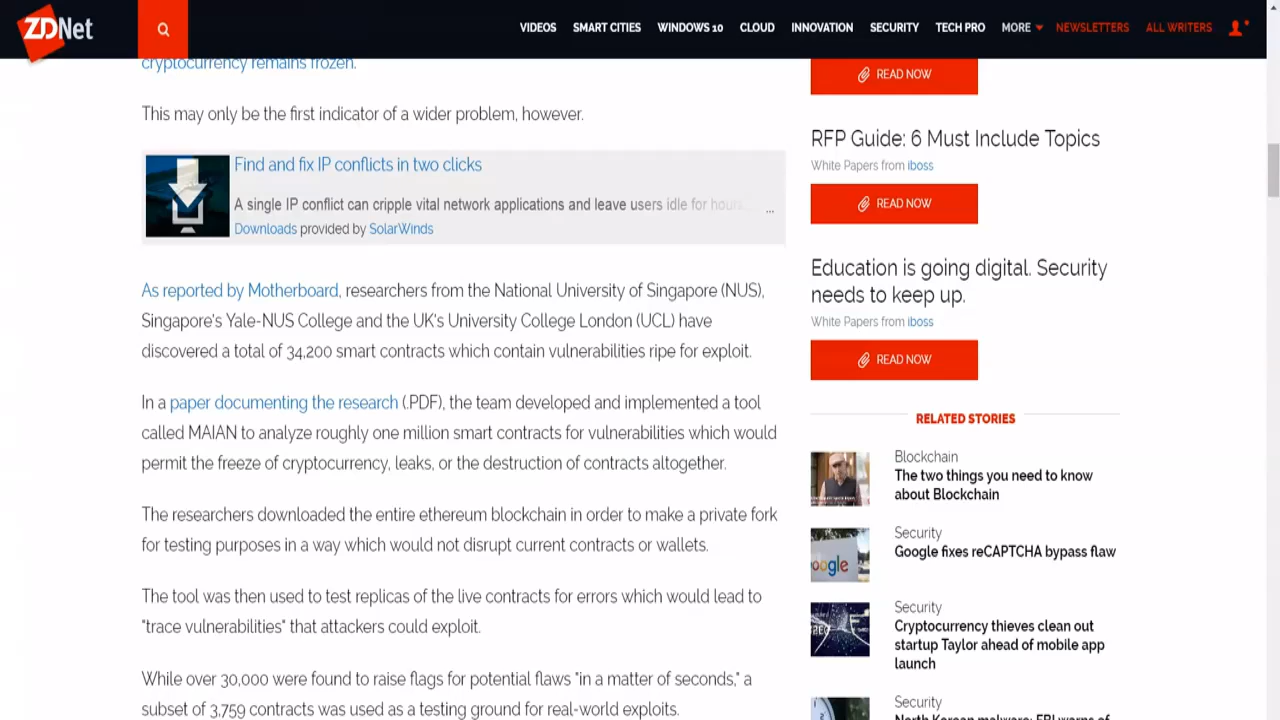 ZDNet
VIDEOS SMART CITIES WINDOWS 10 CLOUD INNOVATION SECURITY TECH PRO MORE NEWSLETTERS ALL WRITERS
cryptocurrency remains frozen.
This may only be the first indicator of a wider problem, however.
Find and fix IP conflicts in two clicks
A single IP conflict can cripple vital network applications and leave users idle for hours...
Downloads provided by SolarWinds
As reported by Motherboard, researchers from the National University of Singapore (NUS),
Singapore's Yale-NUS College and the UK's University College London (UCL) have
discovered a total of 34,200 smart contracts which contain vulnerabilities ripe for exploit.
In a paper documenting the research (.PDF), the team developed and implemented a tool
called MAIAN to analyze roughly one million smart contracts for vulnerabilities which would
permit the freeze of cryptocurrency, leaks, or the destruction of contracts altogether.
The researchers downloaded the entire ethereum blockchain in order to make a private fork
for testing purposes in a way which would not disrupt current contracts or wallets.
The tool was then used to test replicas of the live contracts for errors which would lead to
"trace vulnerabilities" that attackers could exploit.
While over 30,000 were found to raise flags for potential flaws "in a matter of seconds," a
subset of 3,759 contracts was used as a testing ground for real-world exploits.
READ NOW
RFP Guide: 6 Must Include Topics
White Papers from iboss
READ NOW
Education is going digital. Security
needs to keep up.
White Papers from iboss
READ NOW
RELATED STORIES
Blockchain
The two things you need to know
about Blockchain
oogle
Security
Google fixes reCAPTCHA bypass flaw
Security
Cryptocurrency thieves clean out
startup Taylor ahead of mobile app
launch
Security
North Korean malware: FBI warns of